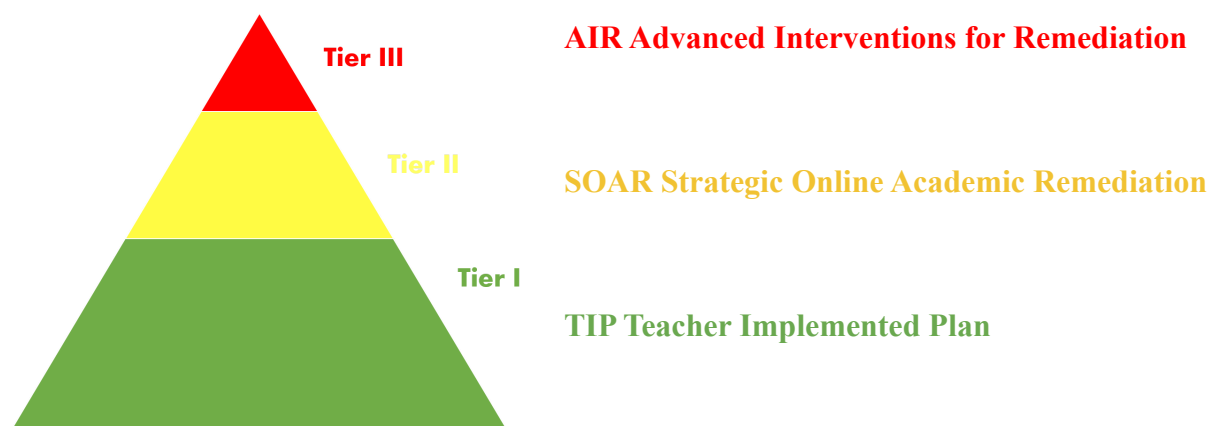 AIR Advanced Interventions for Remediation
Tier III
Tier II
SOAR Strategic Online Academic Remediation
Tier I
TIP Teacher Implemented Plan